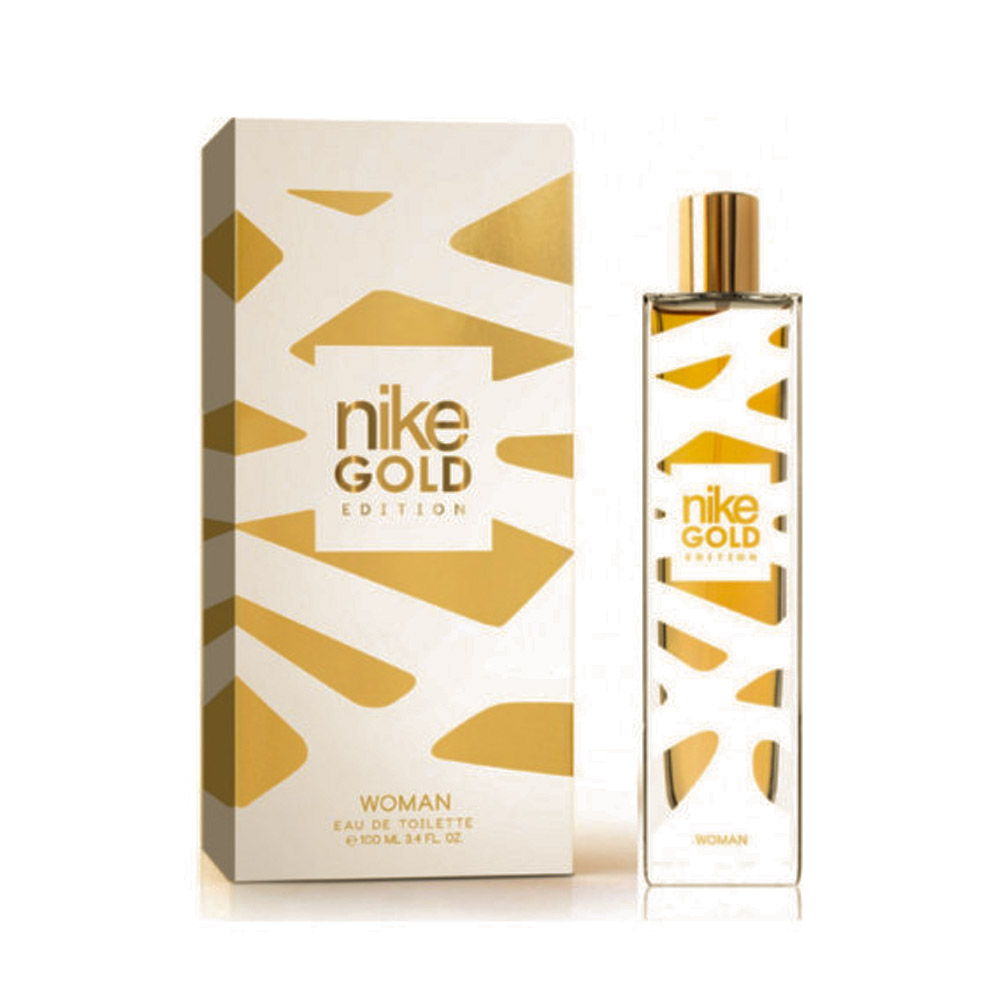 nike
GOLD
EDITION
WOMAN
EAU DE TOILETTE
℮ 100 ML 3.4 FL. OZ.
nike
GOLD
EDITION
WOMAN